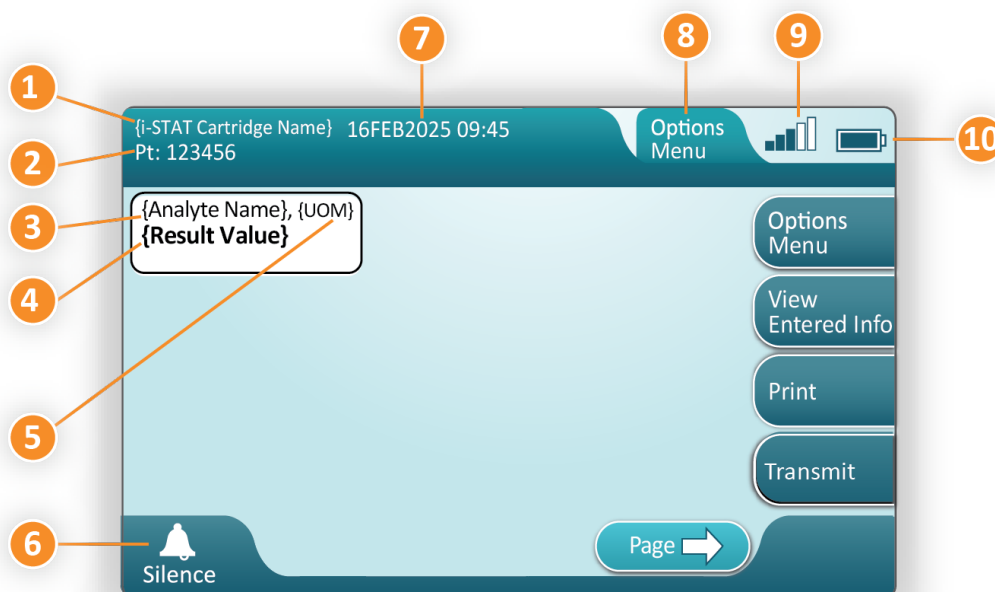 7
8
9
1
{i-STAT Cartridge Name} 16FEB2025 09:45
Options
Menu
10
2
Pt: 123456
3
{Analyte Name}, {UOM}
{Result Value}
4
Options
Menu
View
Entered Info
Print
5
Transmit
6
Silence
Page